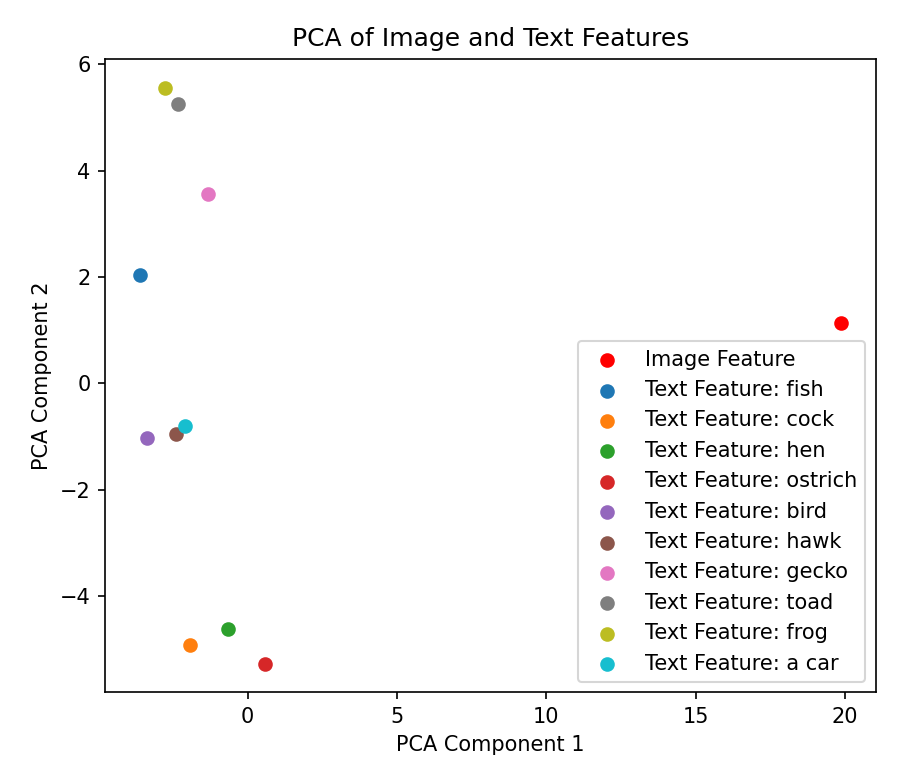 PCA of Image and Text Features
6
4
2
0
−2
−4
PCA Component 2
Image Feature
Text Feature: fish
Text Feature: cock
Text Feature: hen
Text Feature: ostrich
Text Feature: bird
Text Feature: hawk
Text Feature: gecko
Text Feature: toad
Text Feature: frog
Text Feature: a car
0 5 10 15 20
PCA Component 1